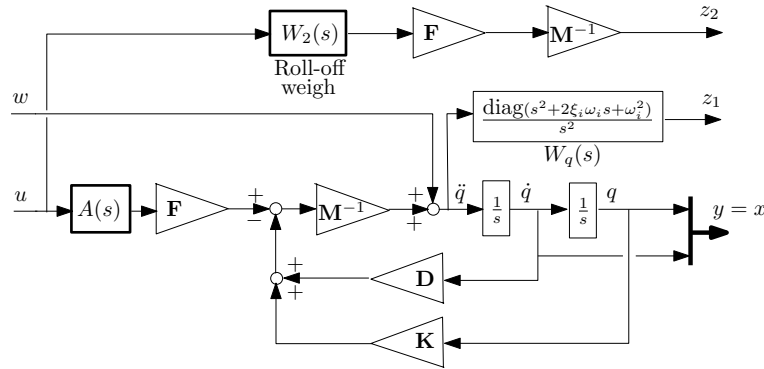 z₂
W₂(s)
F
M⁻¹
Roll-off
weigh
w
diag(s²+2ξᵢωᵢs+ωᵢ²)
s²
z₁
W_q(s)
u
A(s)
F
+
−
M⁻¹
+
+
q̈
1
s
q̇
1
s
q
y = x
D
+
+
K